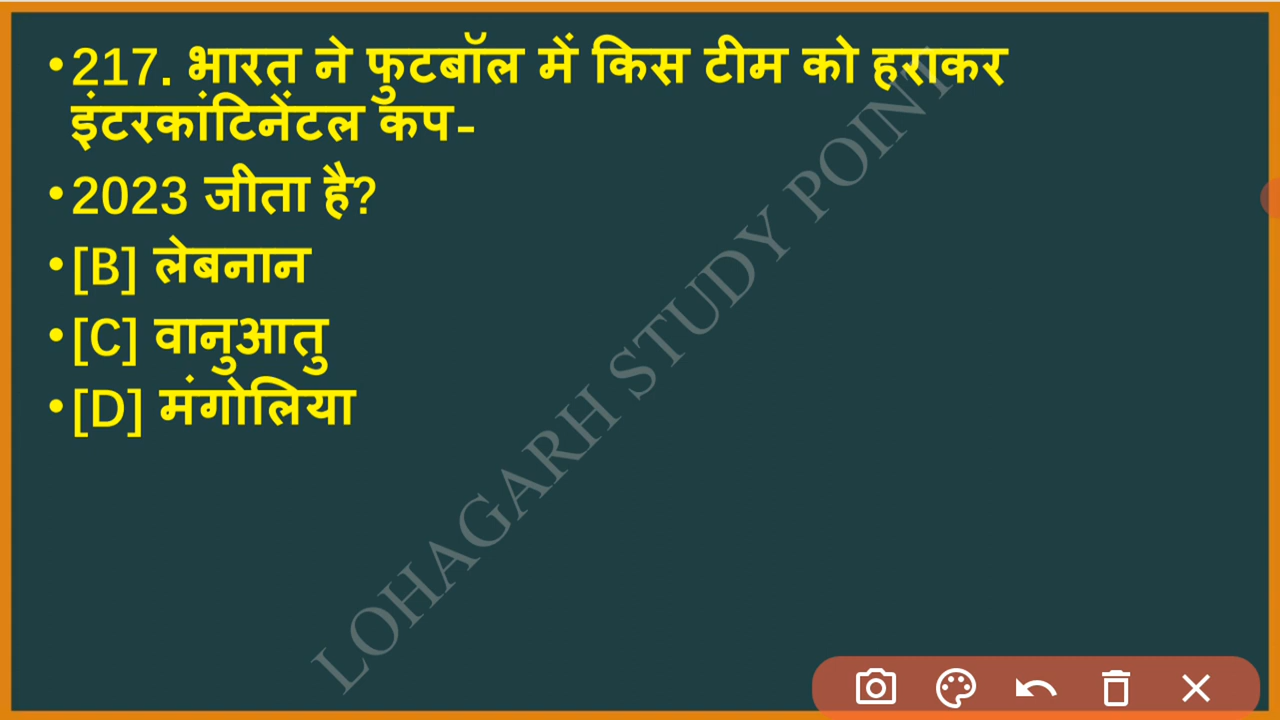 •217. भारत ने फुटबॉल में किस टीम को हराकर
इंटरकांटिनेंटल कप-
•2023 जीता है?
•[B] लेबनान
•[C] वानुआतु
•[D] मंगोलिया
LOHAGARH STUDY POINT